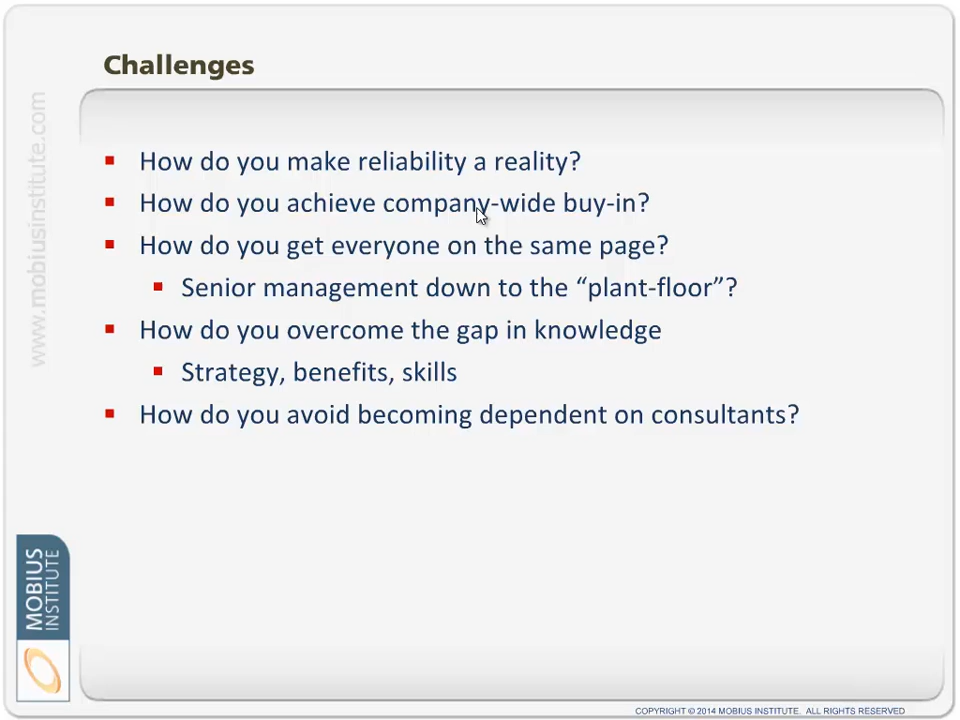 Challenges
www.mobiusinstitute.com
How do you make reliability a reality?
How do you achieve company-wide buy-in?
How do you get everyone on the same page?
Senior management down to the “plant-floor”?
How do you overcome the gap in knowledge
Strategy, benefits, skills
How do you avoid becoming dependent on consultants?
MOBIUS
INSTITUTE
COPYRIGHT © 2014 MOBIUS INSTITUTE. ALL RIGHTS RESERVED